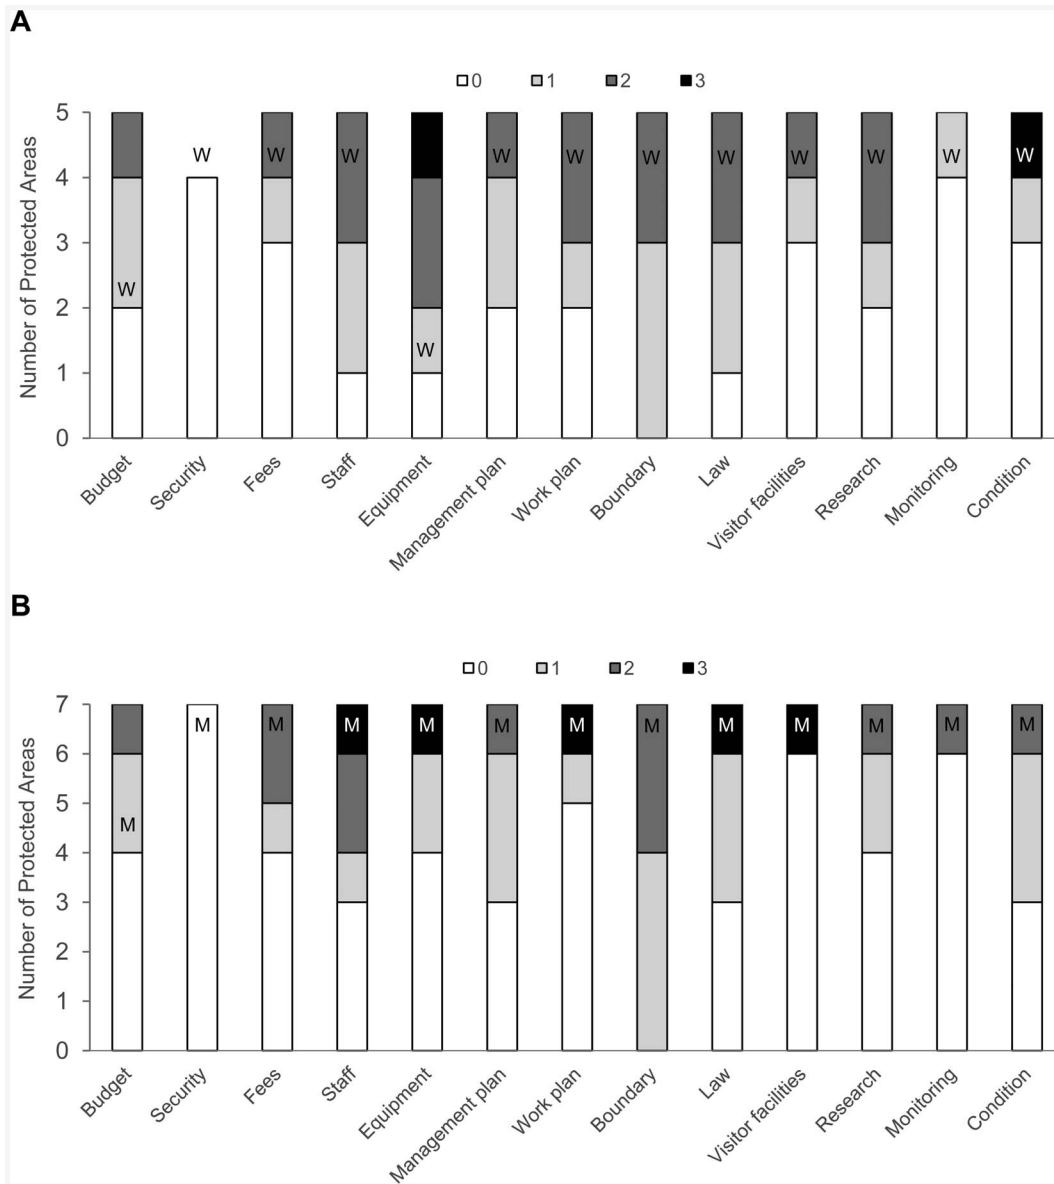 A
0 1 2 3
Number of Protected Areas
5
4
3
2
1
0
W W W W W W W W W W W W W
Budget Security Fees Staff Equipment Management plan Work plan Boundary Law Visitor facilities Research Monitoring Condition
B
0 1 2 3
Number of Protected Areas
7
6
5
4
3
2
1
0
M M M M M M M M M M M M
Budget Security Fees Staff Equipment Management plan Work plan Boundary Law Visitor facilities Research Monitoring Condition